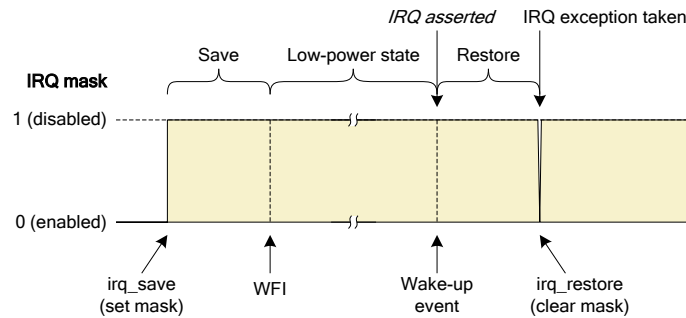 IRQ asserted
IRQ exception taken
Save
Low-power state
Restore
IRQ mask
1 (disabled)
0 (enabled)
irq_save
(set mask)
WFI
Wake-up
event
irq_restore
(clear mask)